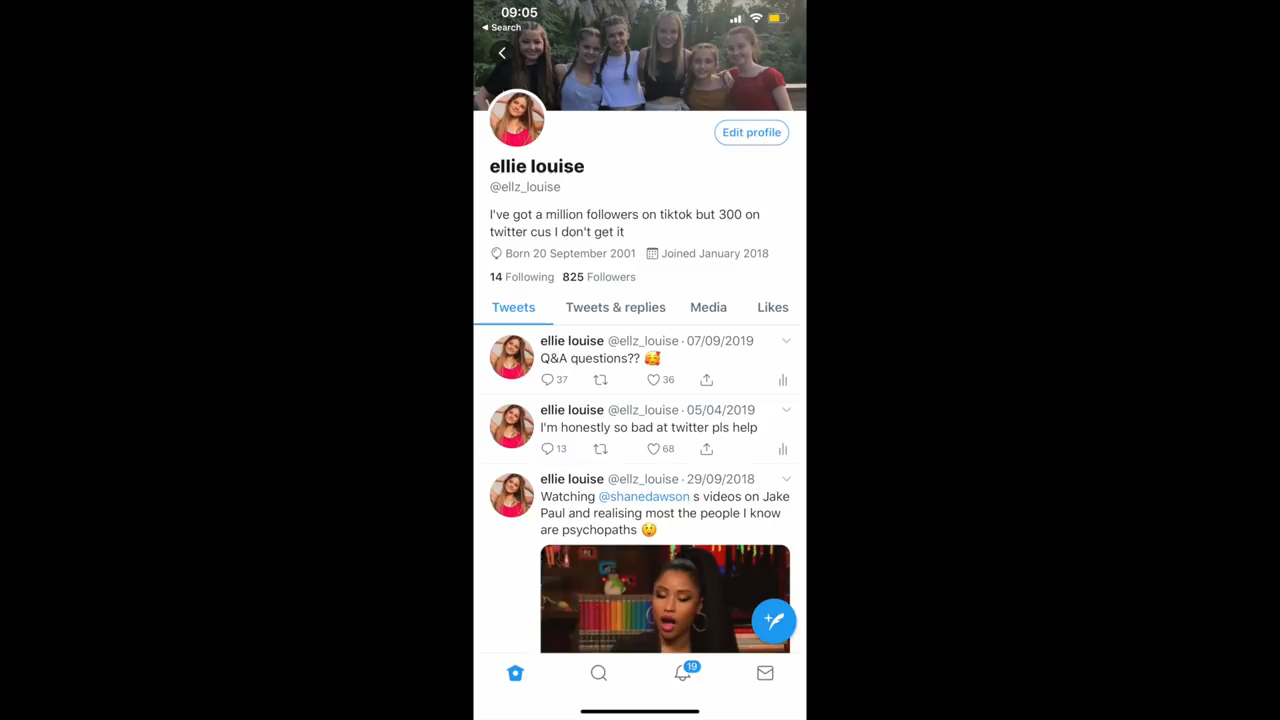 09:05
Search
Edit profile
ellie louise
@ellz_louise
I've got a million followers on tiktok but 300 on
twitter cus I don't get it
Born 20 September 2001 Joined January 2018
14 Following 825 Followers
Tweets Tweets & replies Media Likes
ellie louise @ellz_louise · 07/09/2019
Q&A questions?? 🥰
37 36
ellie louise @ellz_louise · 05/04/2019
I'm honestly so bad at twitter pls help
13 68
ellie louise @ellz_louise · 29/09/2018
Watching @shanedawson s videos on Jake
Paul and realising most the people I know
are psychopaths 😲
19